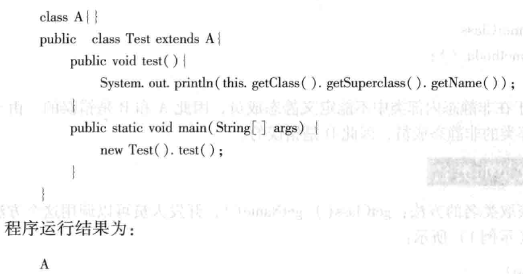 class A{}
public class Test extends A{
public void test(){
System. out. println(this. getClass(). getSuperclass(). getName());
}
public static void main(String[] args) {
new Test(). test();
}
}
程序运行结果为:
A